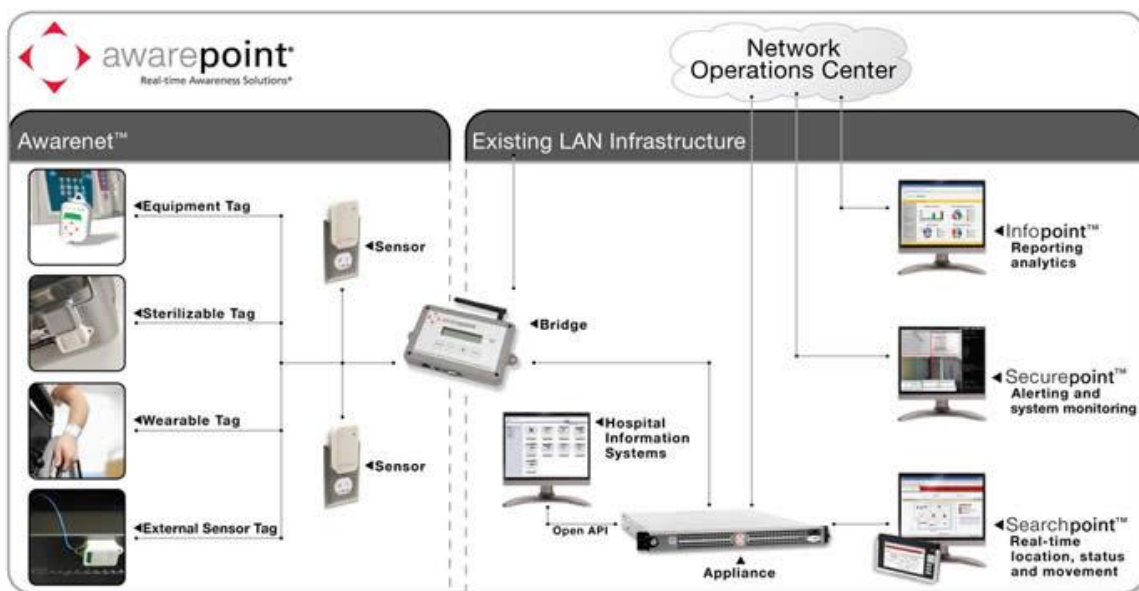 awarepoint®
Real-time Awareness Solutions®
Network
Operations Center
Awarenet™
Existing LAN Infrastructure
Equipment Tag
Sensor
Sterilizable Tag
Bridge
Wearable Tag
Sensor
External Sensor Tag
Hospital
Information
Systems
Open API
Appliance
Infopoint™
Reporting
analytics
Securepoint™
Alerting and
system monitoring
Searchpoint™
Real-time
location, status
and movement